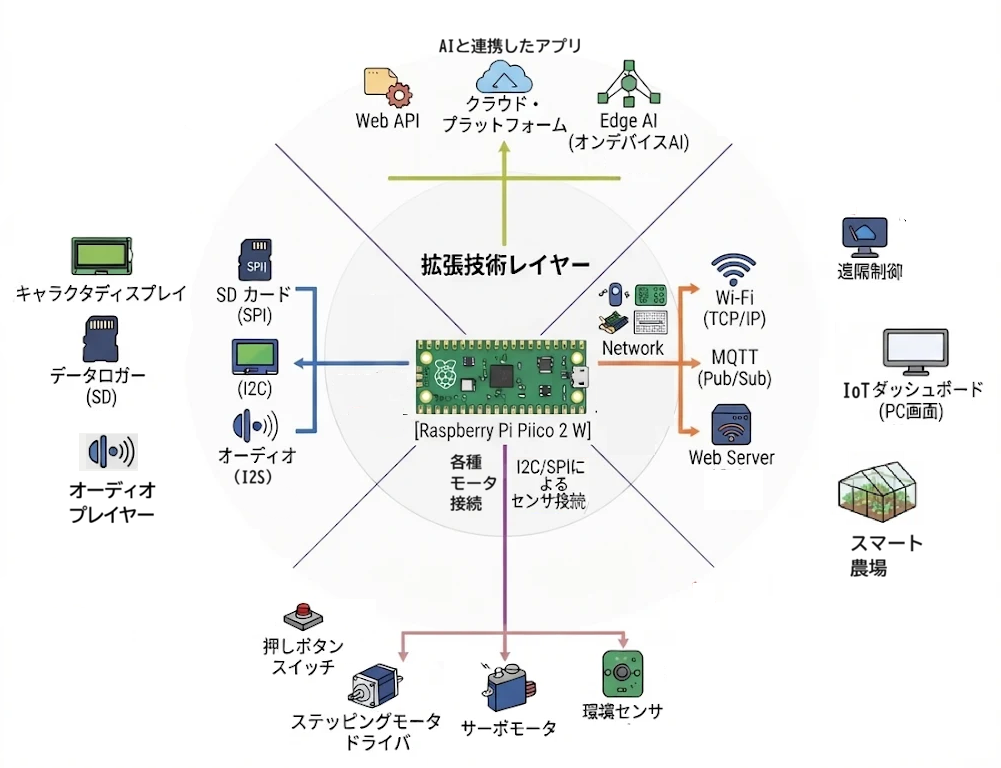 AIと連携したアプリ
Web API
クラウド・
プラットフォーム
Edge AI
(オンデバイスAI)
拡張技術レイヤー
キャラクタディスプレイ
データロガー
(SD)
オーディオ
プレイヤー
SPII
SD カード
(SPI)
(I2C)
オーディオ
(I2S)
[Raspberry Pi Piico 2 W]
Network
Wi-Fi
(TCP/IP)
MQTT
(Pub/Sub)
Web Server
遠隔制御
IoTダッシュボード
(PC画面)
スマート
農場
各種
モータ
接続
I2C/SPIに
よる
センサ接続
押しボタン
スイッチ
ステッピングモータ
ドライバ
サーボモータ
環境センサ